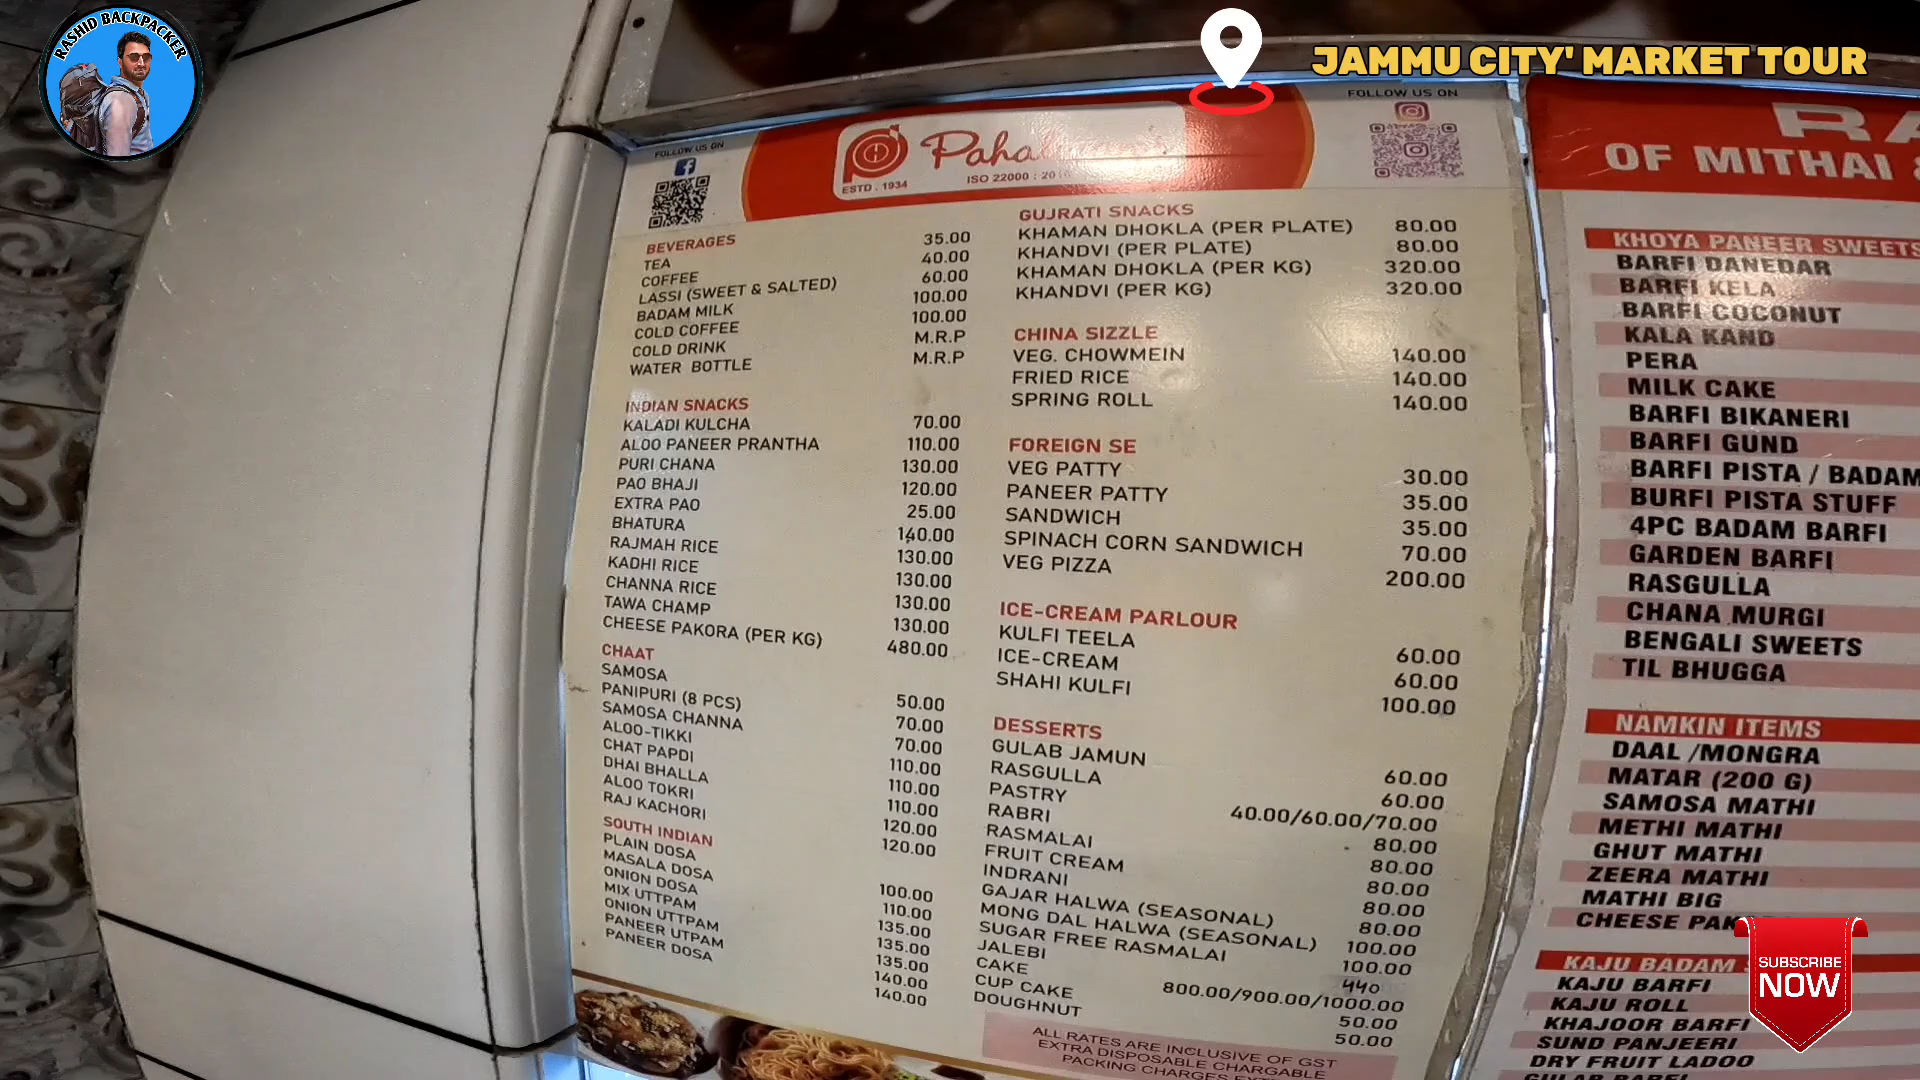 RASHID BACKPACKER
JAMMU CITY' MARKET TOUR
FOLLOW US ON
FOLLOW US ON
ESTD . 1934
ISO 22000 :
BEVERAGES
TEA 35.00
COFFEE 40.00
LASSI (SWEET & SALTED) 60.00
BADAM MILK 100.00
COLD COFFEE 100.00
COLD DRINK M.R.P
WATER BOTTLE M.R.P
INDIAN SNACKS
KALADI KULCHA 70.00
ALOO PANEER PRANTHA 110.00
PURI CHANA 130.00
PAO BHAJI 120.00
EXTRA PAO 25.00
BHATURA 140.00
RAJMAH RICE 130.00
KADHI RICE 130.00
CHANNA RICE 130.00
TAWA CHAMP 130.00
CHEESE PAKORA (PER KG) 480.00
CHAAT
SAMOSA 50.00
PANIPURI (8 PCS) 70.00
SAMOSA CHANNA 70.00
ALOO-TIKKI 110.00
CHAT PAPDI 110.00
DHAI BHALLA 110.00
ALOO TOKRI 120.00
RAJ KACHORI 120.00
SOUTH INDIAN
PLAIN DOSA 100.00
MASALA DOSA 110.00
ONION DOSA 135.00
MIX UTTPAM 135.00
ONION UTTPAM 135.00
PANEER UTPAM 140.00
PANEER DOSA 140.00
GUJRATI SNACKS
KHAMAN DHOKLA (PER PLATE) 80.00
KHANDVI (PER PLATE) 80.00
KHAMAN DHOKLA (PER KG) 320.00
KHANDVI (PER KG) 320.00
CHINA SIZZLE
VEG. CHOWMEIN 140.00
FRIED RICE 140.00
SPRING ROLL 140.00
FOREIGN SE
VEG PATTY 30.00
PANEER PATTY 35.00
SANDWICH 35.00
SPINACH CORN SANDWICH 70.00
VEG PIZZA 200.00
ICE-CREAM PARLOUR
KULFI TEELA 60.00
ICE-CREAM 60.00
SHAHI KULFI 100.00
DESSERTS
GULAB JAMUN 60.00
RASGULLA 60.00
PASTRY 40.00/60.00/70.00
RABRI 80.00
RASMALAI 80.00
FRUIT CREAM 80.00
INDRANI 80.00
GAJAR HALWA (SEASONAL) 80.00
MONG DAL HALWA (SEASONAL) 100.00
SUGAR FREE RASMALAI 100.00
JALEBI 440
CAKE 800.00/900.00/1000.00
CUP CAKE 50.00
DOUGHNUT 50.00
ALL RATES ARE INCLUSIVE OF GST
EXTRA DISPOSABLE CHARGABLE
PACKING CHARGES
OF MITHAI
KHOYA PANEER SWEETS
BARFI DANEDAR
BARFI KELA
BARFI COCONUT
KALA KAND
PERA
MILK CAKE
BARFI BIKANERI
BARFI GUND
BARFI PISTA / BADAM
BURFI PISTA STUFF
4PC BADAM BARFI
GARDEN BARFI
RASGULLA
CHANA MURGI
BENGALI SWEETS
TIL BHUGGA
NAMKIN ITEMS
DAAL /MONGRA
MATAR (200 G)
SAMOSA MATHI
METHI MATHI
GHUT MATHI
ZEERA MATHI
MATHI BIG
CHEESE
KAJU BADAM
KAJU BARFI
KAJU ROLL
KHAJOOR BARFI
SUND PANJEERI
DRY FRUIT LADOO
SUBSCRIBE
NOW